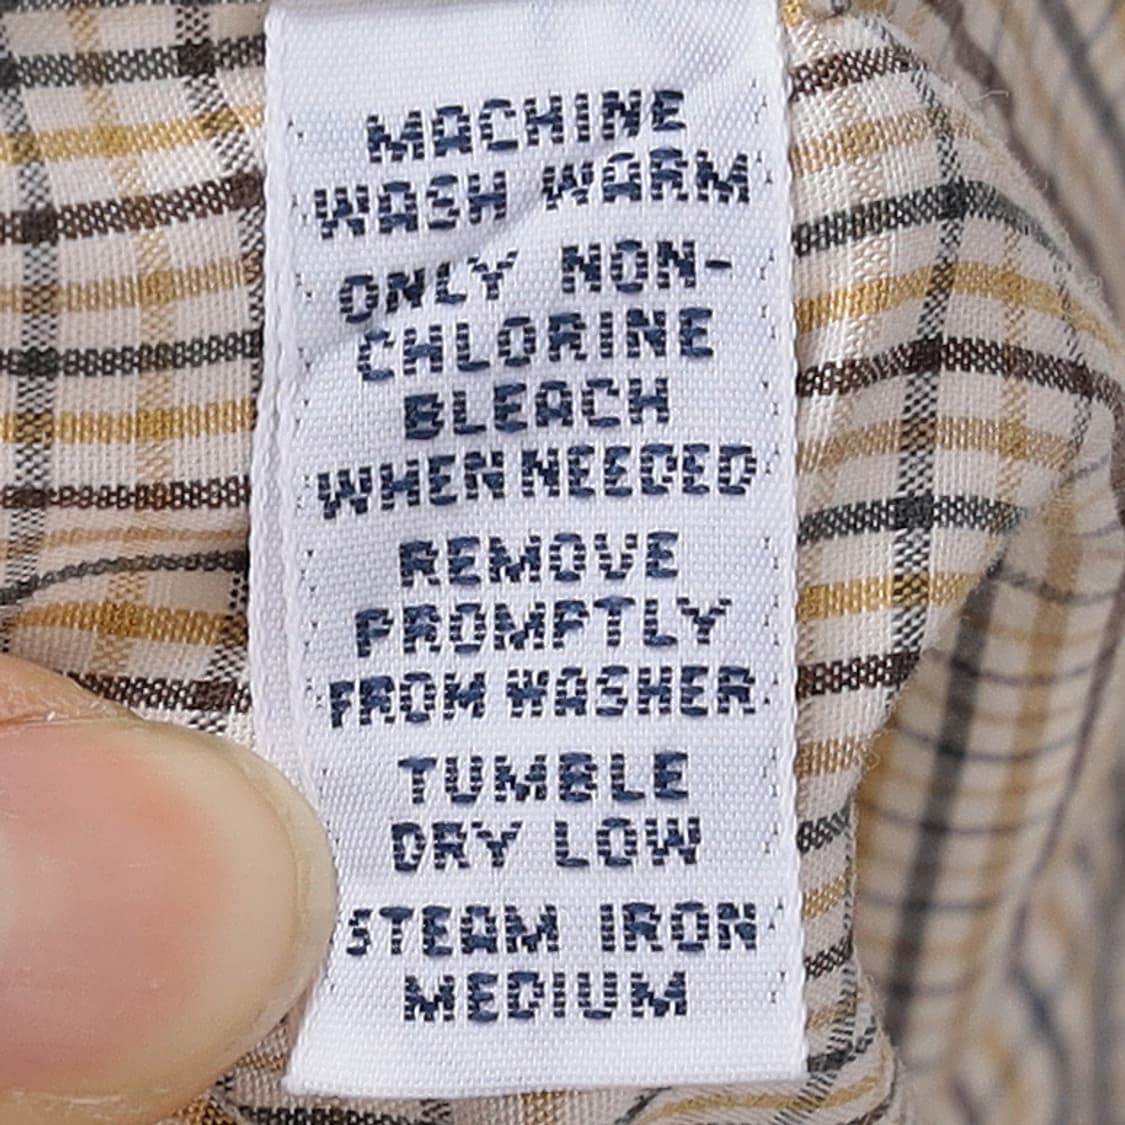 MACHINE
WASH WARM
ONLY NON-
CHLORINE
BLEACH
WHEN NEEDED
REMOVE
PROMPTLY
FROM WASHER
TUMBLE
DRY LOW
STEAM IRON
MEDIUM